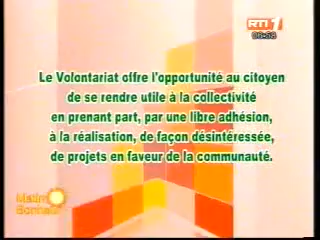 RTI 1
Le Volontariat offre l'opportunité au citoyen
de se rendre utile à la collectivité
en prenant part, par une libre adhésion,
à la réalisation, de façon désintéressée,
de projets en faveur de la communauté.
Matin
Bonheur